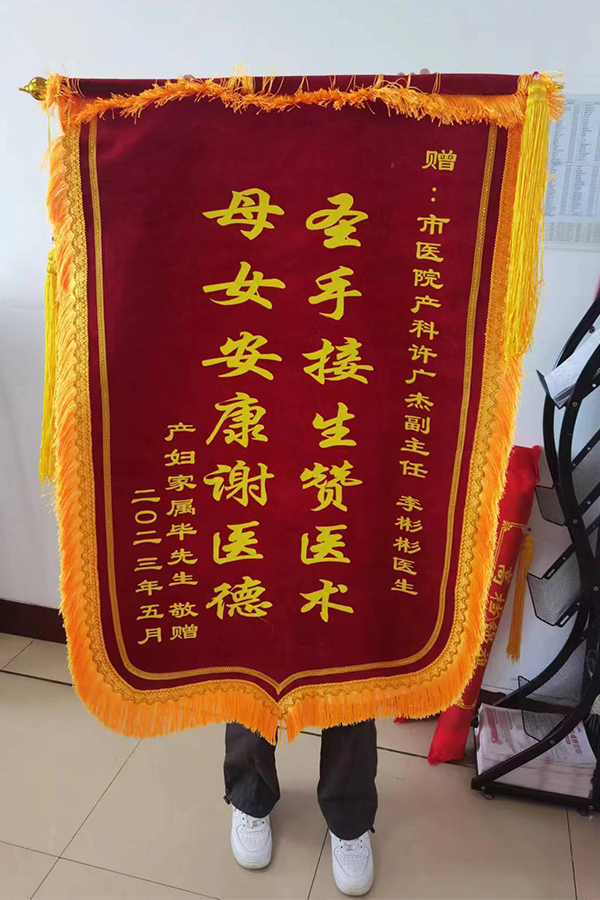 赠：市医院产科许广杰副主任 李彬彬医生
圣手接生赞医术
母女安康谢医德
产妇家属毕先生 敬赠
二〇二三年五月